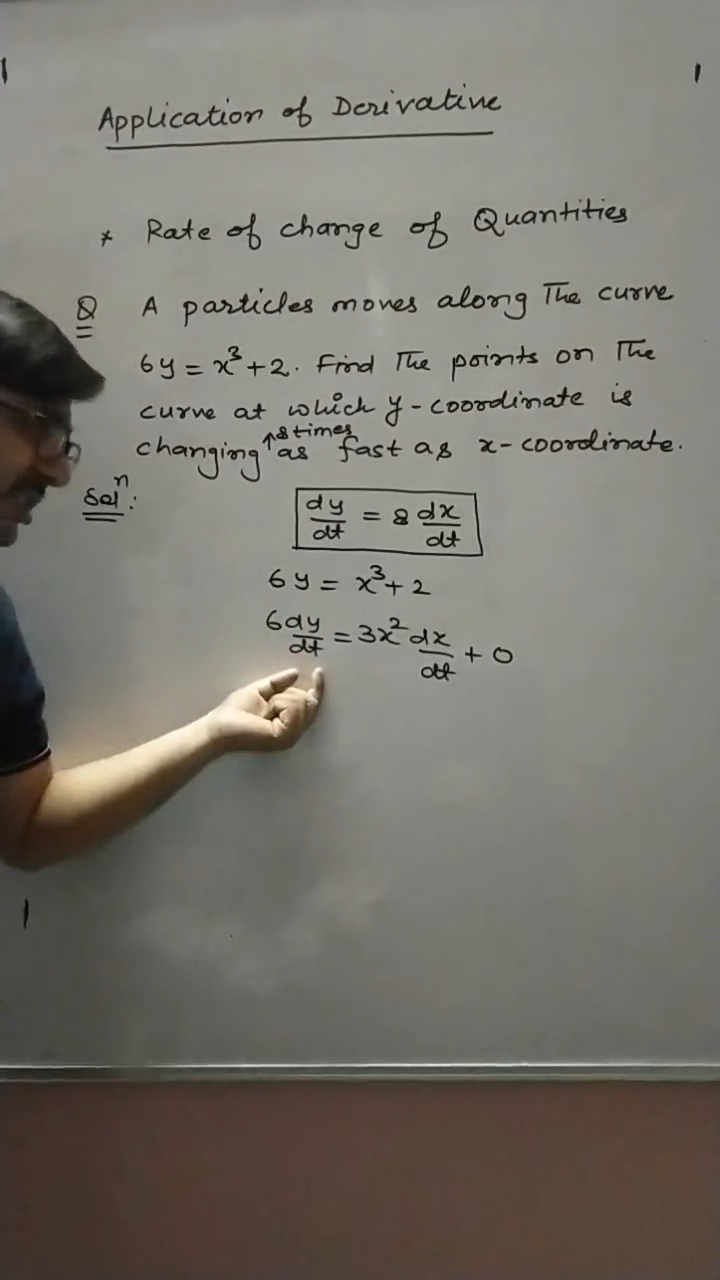 Application of Derivative
* Rate of change of Quantities
Q A particles moves along The curve
6y = x³ + 2. Find The points on The
curve at which y-coordinate is
changing ↑8 times as fast as x-coordinate.
Solⁿ:
dy/dt = 8 dx/dt
6y = x³ + 2
6 dy/dt = 3x² dx/dt + 0